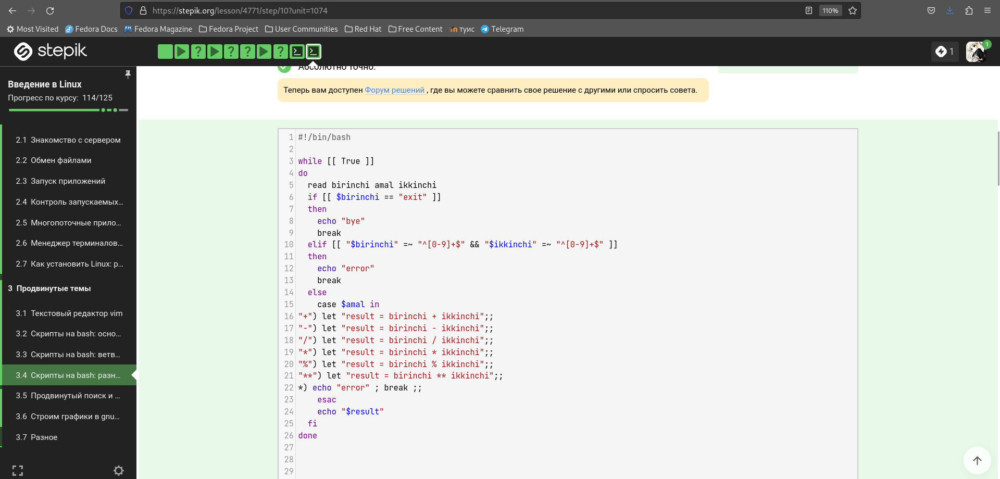 https://stepik.org/lesson/4771/step/10?unit=1074
110%
Most Visited
Fedora Docs
Fedora Magazine
Fedora Project
User Communities
Red Hat
Free Content
туис
Telegram
stepik
1
1
Введение в Linux
Прогресс по курсу: 114/125
2.1 Знакомство с сервером
2.2 Обмен файлами
2.3 Запуск приложений
2.4 Контроль запускаемых...
2.5 Многопоточные прило...
2.6 Менеджер терминалов...
2.7 Как установить Linux: р...
3 Продвинутые темы
3.1 Текстовый редактор vim
3.2 Скрипты на bash: осно...
3.3 Скрипты на bash: ветв...
3.4 Скрипты на bash: разн...
3.5 Продвинутый поиск и ...
3.6 Строим графики в gnu...
3.7 Разное
Абсолютно точно.
Теперь вам доступен Форум решений , где вы можете сравнить свое решение с другими или спросить совета.
1 #!/bin/bash
2
3 while [[ True ]]
4 do
5   read birinchi amal ikkinchi
6   if [[ $birinchi == "exit" ]]
7   then
8     echo "bye"
9     break
10   elif [[ "$birinchi" =~ "^[0-9]+$" && "$ikkinchi" =~ "^[0-9]+$" ]]
11   then
12     echo "error"
13     break
14   else
15     case $amal in
16 "+") let "result = birinchi + ikkinchi";;
17 "-") let "result = birinchi - ikkinchi";;
18 "/") let "result = birinchi / ikkinchi";;
19 "*") let "result = birinchi * ikkinchi";;
20 "%") let "result = birinchi % ikkinchi";;
21 "**") let "result = birinchi ** ikkinchi";;
22 *) echo "error" ; break ;;
23     esac
24     echo "$result"
25   fi
26 done
27
28
29